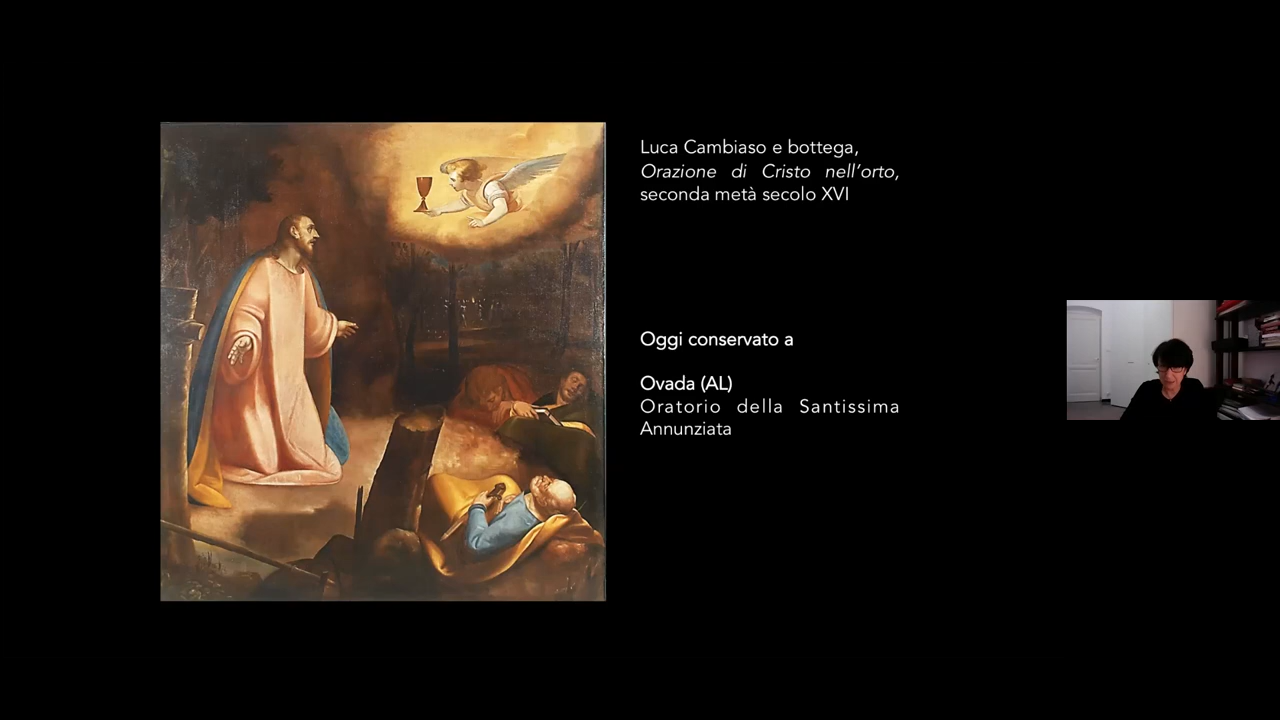 Luca Cambiaso e bottega,
Orazione di Cristo nell'orto,
seconda metà secolo XVI
Oggi conservato a
Ovada (AL)
Oratorio della Santissima
Annunziata